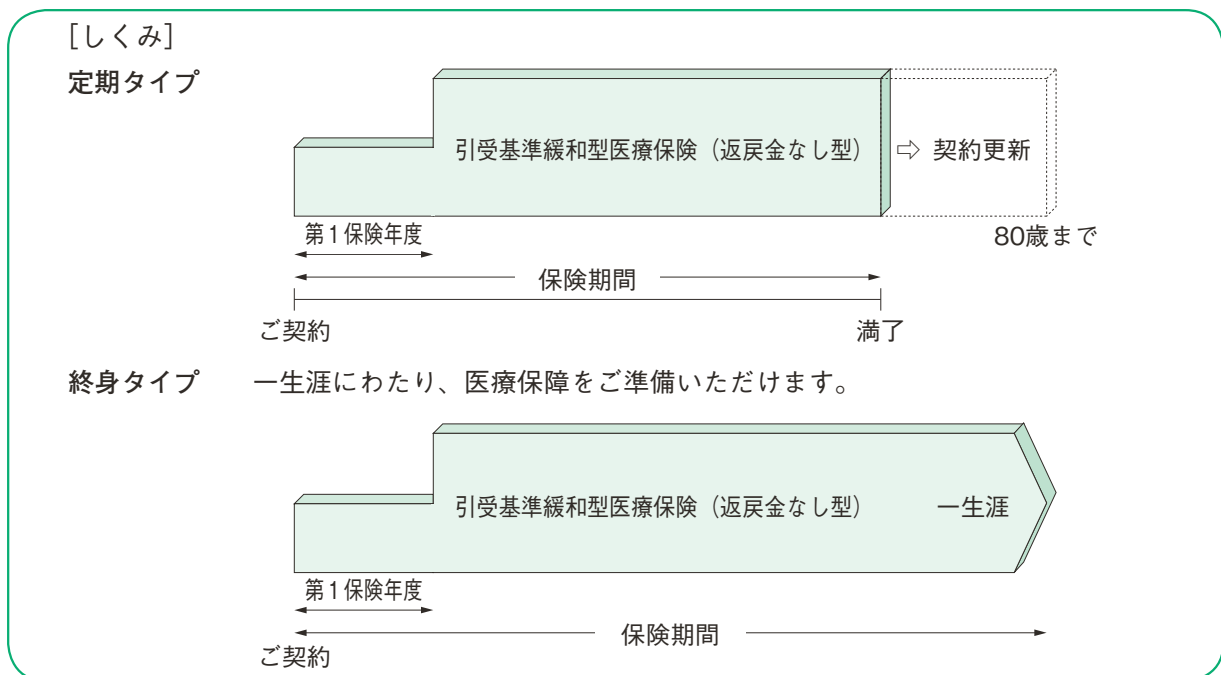 [しくみ]
定期タイプ
引受基準緩和型医療保険（返戻金なし型）
⇨ 契約更新
第1保険年度
80歳まで
保険期間
ご契約
満了
終身タイプ 一生涯にわたり、医療保障をご準備いただけます。
引受基準緩和型医療保険（返戻金なし型） 一生涯
第1保険年度
保険期間
ご契約